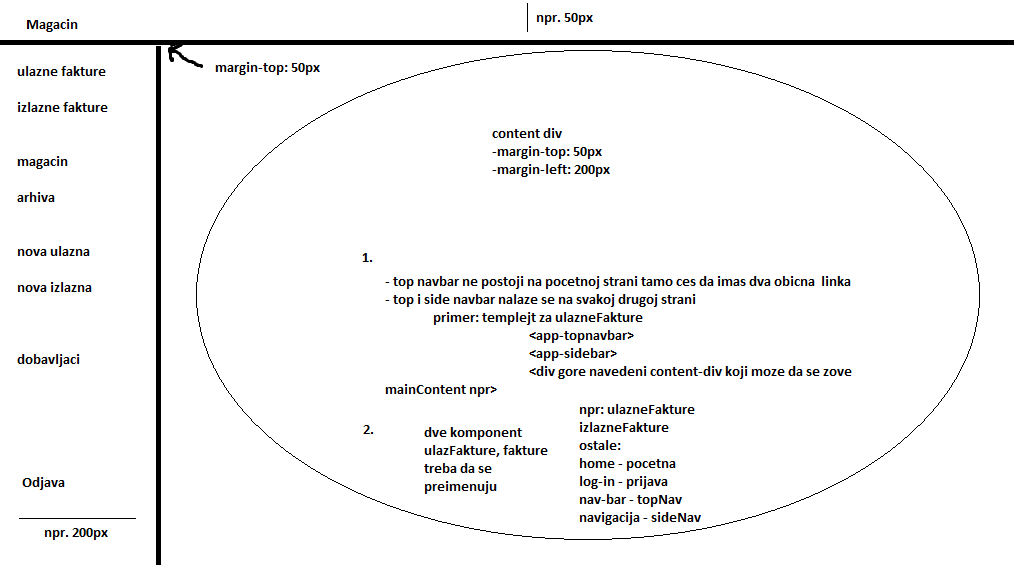 Magacin
npr. 50px
margin-top: 50px
ulazne fakture
izlazne fakture
magacin
arhiva
nova ulazna
nova izlazna
dobavljaci
Odjava
npr. 200px
content div
-margin-top: 50px
-margin-left: 200px
1.
- top navbar ne postoji na pocetnoj strani tamo ces da imas dva obicna linka
- top i side navbar nalaze se na svakoj drugoj strani
primer: templejt za ulazneFakture
<app-topnavbar>
<app-sidebar>
<div gore navedeni content-div koji moze da se zove
mainContent npr>
2.
dve komponent
ulazFakture, fakture
treba da se
preimenuju
npr: ulazneFakture
izlazneFakture
ostale:
home - pocetna
log-in - prijava
nav-bar - topNav
navigacija - sideNav